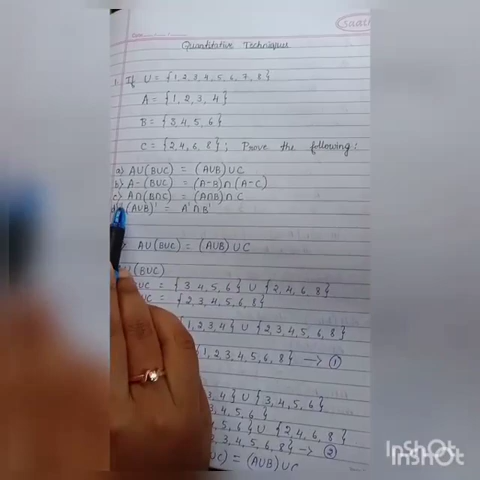 Saath
Quantitative Techniques
1. If U = {1, 2, 3, 4, 5, 6, 7, 8}
A = {1, 2, 3, 4}
B = {3, 4, 5, 6}
C = {2, 4, 6, 8} ; Prove the following:
a) AU(BUC) = (AUB)UC
b) A-(BUC) = (A-B)∩(A-C)
c) A∩(B∩C) = (A∩B)∩C
(AUB)' = A'∩B'
AU(BUC) = (AUB)UC
U(BUC)
BUC = {3, 4, 5, 6} U {2, 4, 6, 8}
UC = {2, 3, 4, 5, 6, 8}
{1, 2, 3, 4} U {2, 3, 4, 5, 6, 8}
{1, 2, 3, 4, 5, 6, 8} → ①
3, 4} U {3, 4, 5, 6}
3, 4, 5, 6}
4, 5, 6} U {2, 4, 6, 8}
3, 4, 5, 6, 8} → ②
UC) = (AUB)UC
InShOt